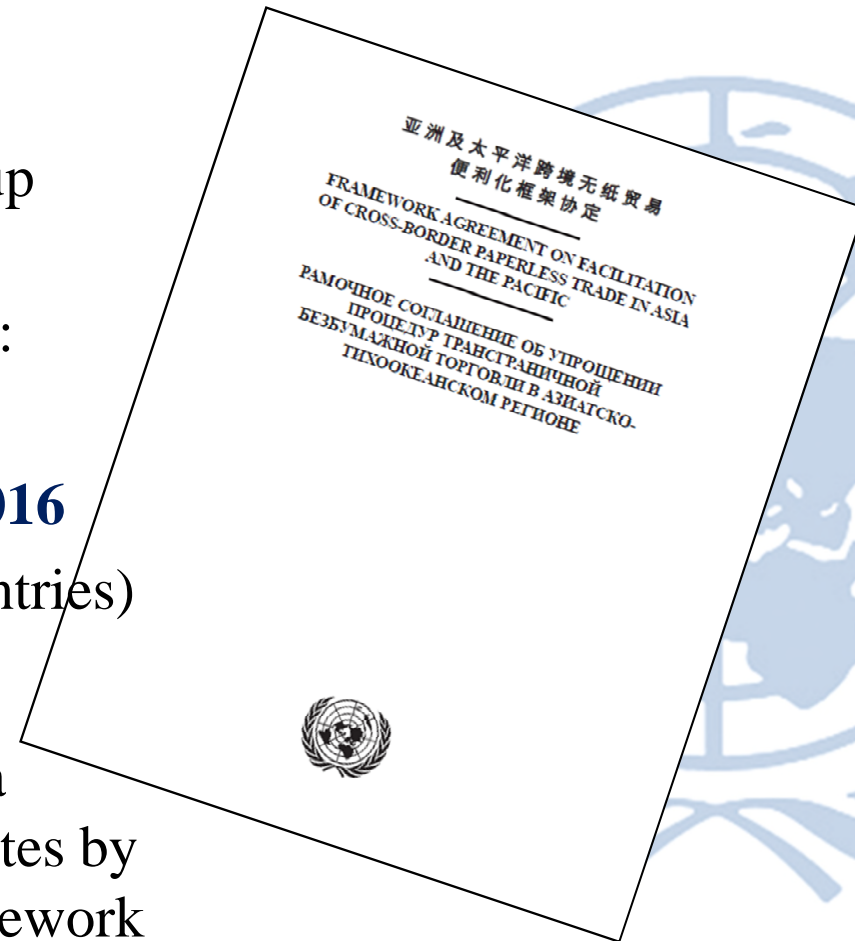 up
:
016
ntries)
a
tes by
ework
亚洲及太平洋跨境无纸贸易
便利化框架协定
FRAMEWORK AGREEMENT ON FACILITATION
OF CROSS-BORDER PAPERLESS TRADE IN ASIA
AND THE PACIFIC
РАМОЧНОЕ СОГЛАШЕНИЕ ОБ УПРОЩЕНИИ
ПРОЦЕДУР ТРАНСГРАНИЧНОЙ
БЕЗБУМАЖНОЙ ТОРГОВЛИ В АЗИАТСКО-
ТИХООКЕАНСКОМ РЕГИОНЕ